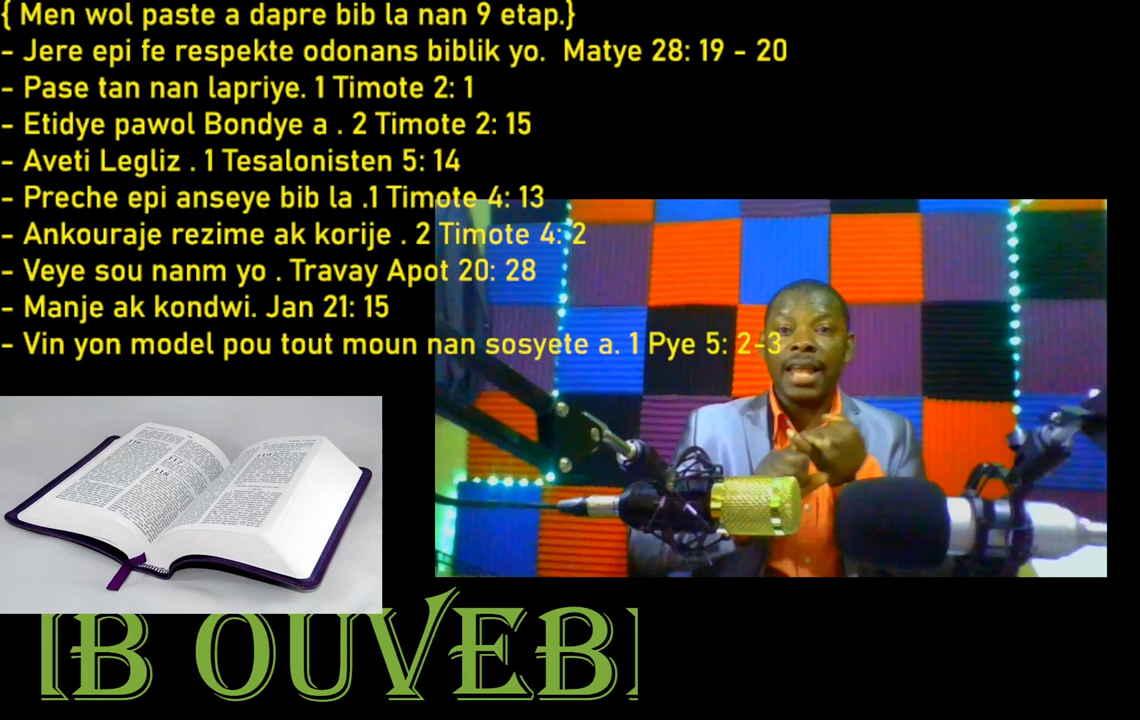 { Men wol paste a dapre bib la nan 9 etap.}
- Jere epi fe respekte odonans biblik yo. Matye 28: 19 - 20
- Pase tan nan lapriye. 1 Timote 2: 1
- Etidye pawol Bondye a . 2 Timote 2: 15
- Aveti Legliz . 1 Tesalonisten 5: 14
- Preche epi anseye bib la .1 Timote 4: 13
- Ankouraje rezime ak korije . 2 Timote 4: 2
- Veye sou nanm yo . Travay Apot 20: 28
- Manje ak kondwi. Jan 21: 15
- Vin yon model pou tout moun nan sosyete a. 1 Pye 5: 2-3
116
117
118
119
IB OUVEB